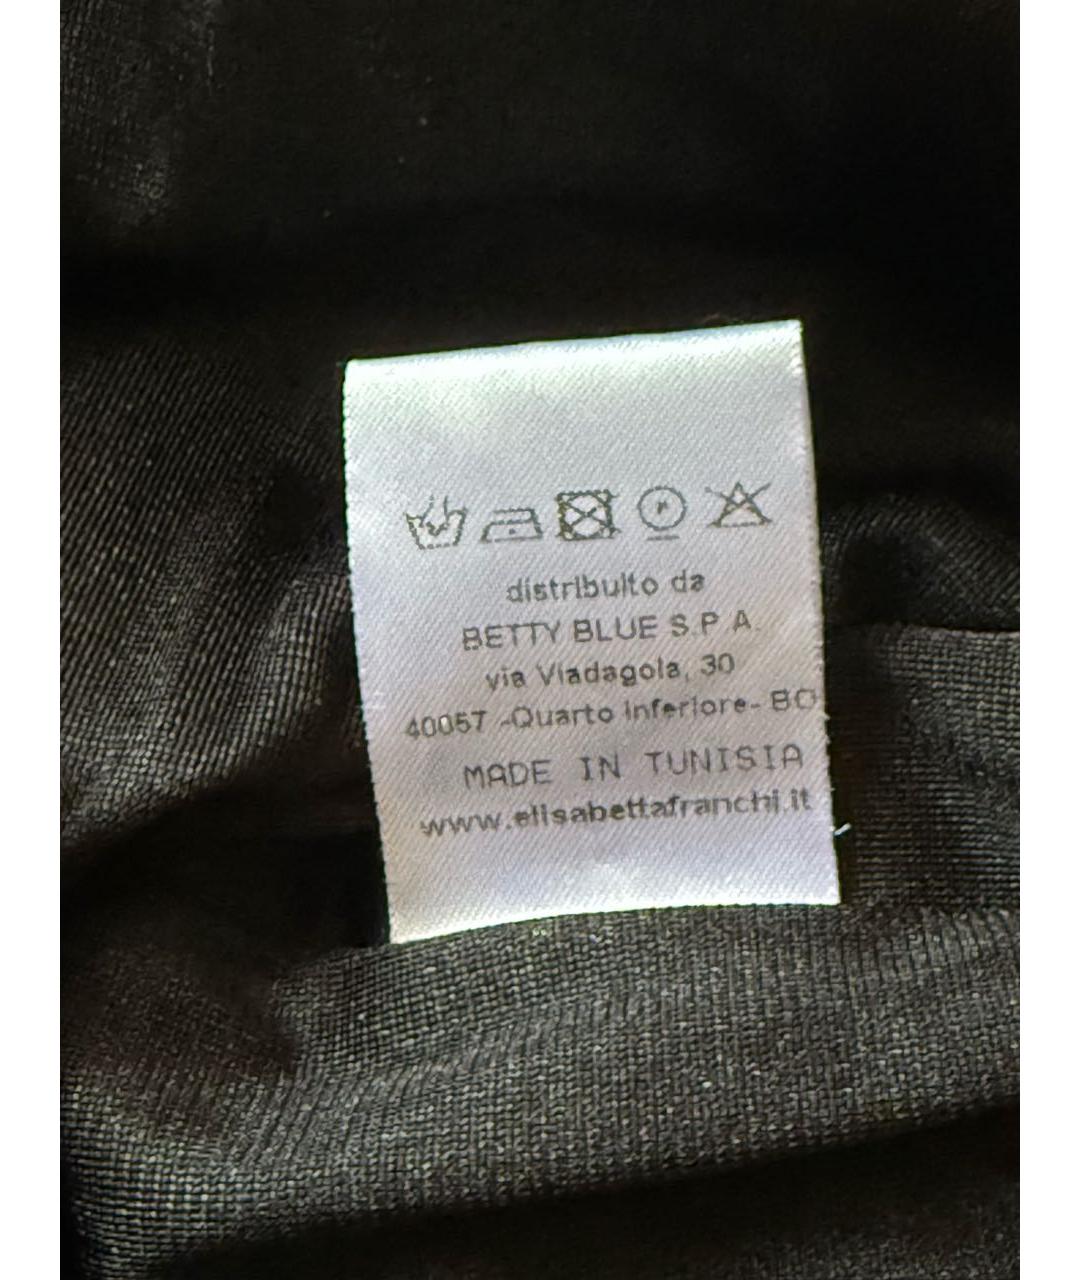 P
distribuito da
BETTY BLUE S.P.A.
via Viadagola, 30
40057 -Quarto Inferiore- BO
MADE IN TUNISIA
www.elisabettafranchi.it